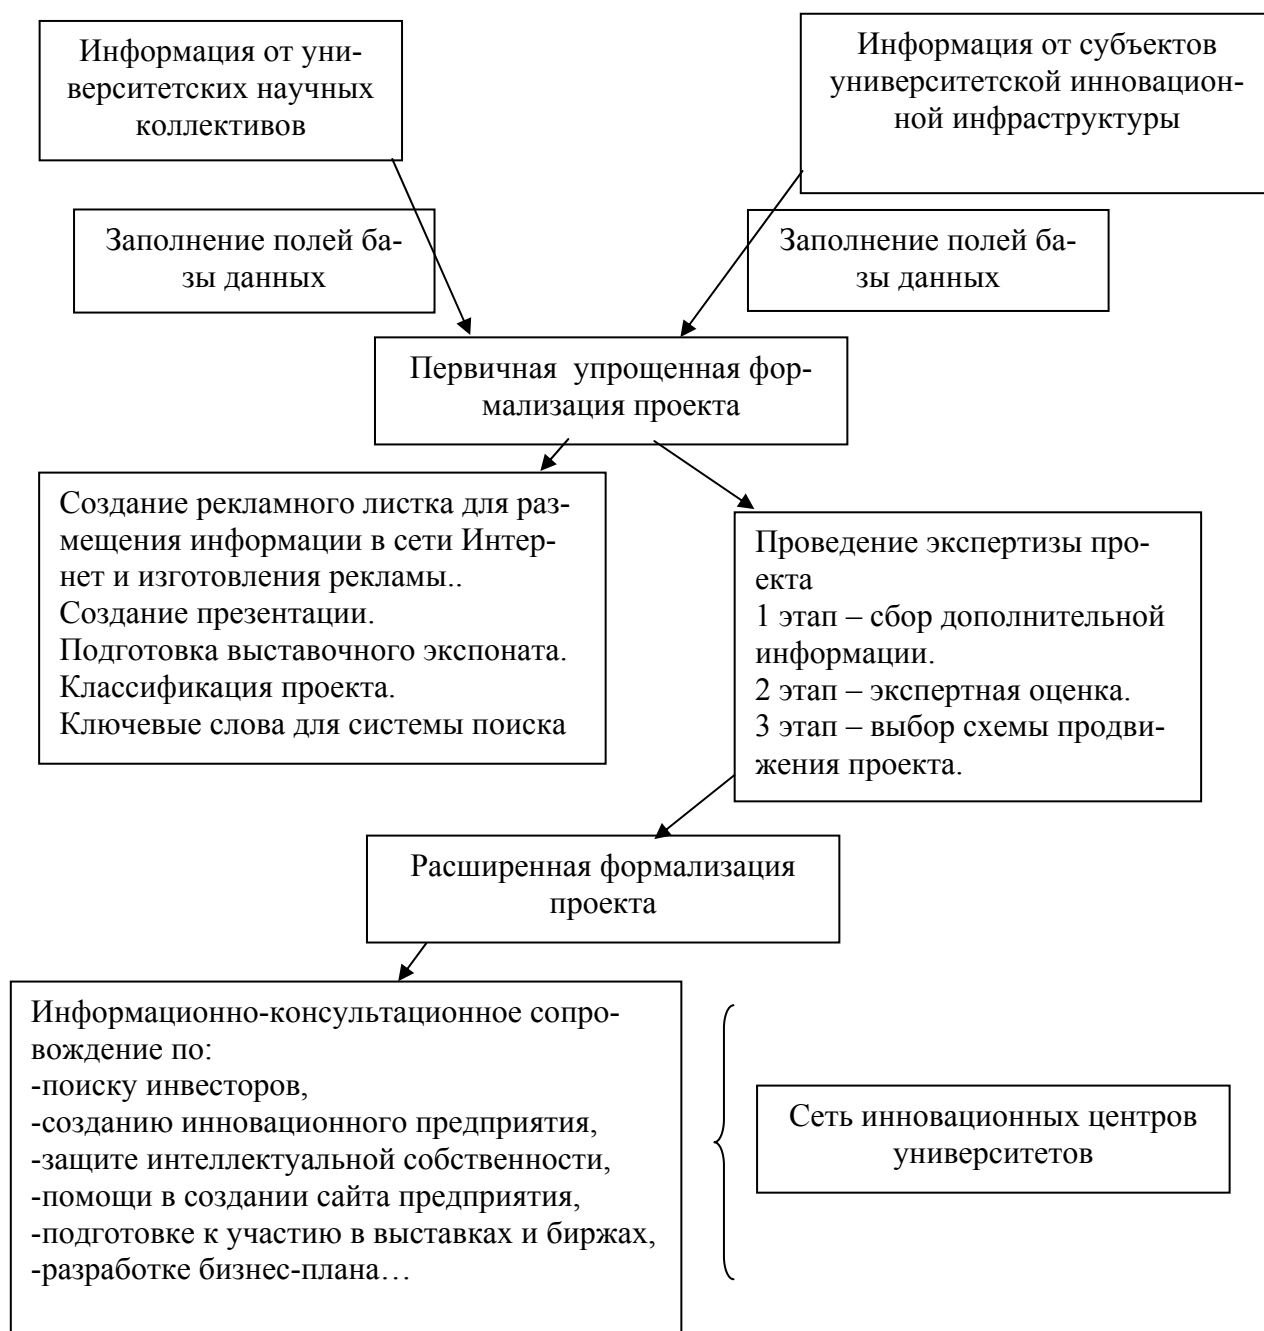 Информация от уни-
верситетских научных
коллективов
Информация от субъектов
университетской инновацион-
ной инфраструктуры
Заполнение полей ба-
зы данных
Заполнение полей ба-
зы данных
Первичная упрощенная фор-
мализация проекта
Создание рекламного листка для раз-
мещения информации в сети Интер-
нет и изготовления рекламы..
Создание презентации.
Подготовка выставочного экспоната.
Классификация проекта.
Ключевые слова для системы поиска
Проведение экспертизы про-
екта
1 этап – сбор дополнительной
информации.
2 этап – экспертная оценка.
3 этап – выбор схемы продви-
жения проекта.
Расширенная формализация
проекта
Информационно-консультационное сопро-
вождение по:
-поиску инвесторов,
-созданию инновационного предприятия,
-защите интеллектуальной собственности,
-помощи в создании сайта предприятия,
-подготовке к участию в выставках и биржах,
-разработке бизнес-плана…
Сеть инновационных центров
университетов